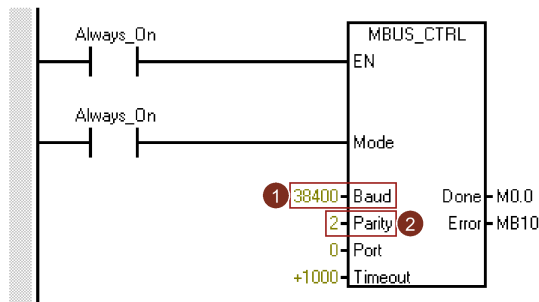 Always_On
MBUS_CTRL
EN
Always_On
Mode
1 38400 Baud Done M0.0
2 Parity 2 Error MB10
0 Port
+1000 Timeout